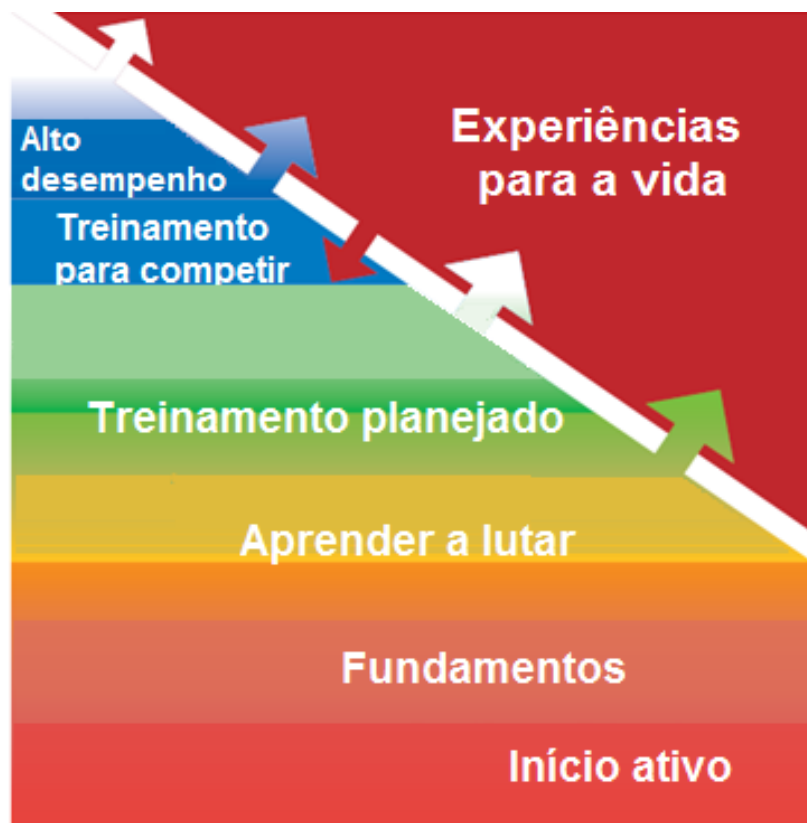 Experiências
para a vida
Alto
desempenho
Treinamento
para competir
Treinamento planejado
Aprender a lutar
Fundamentos
Início ativo